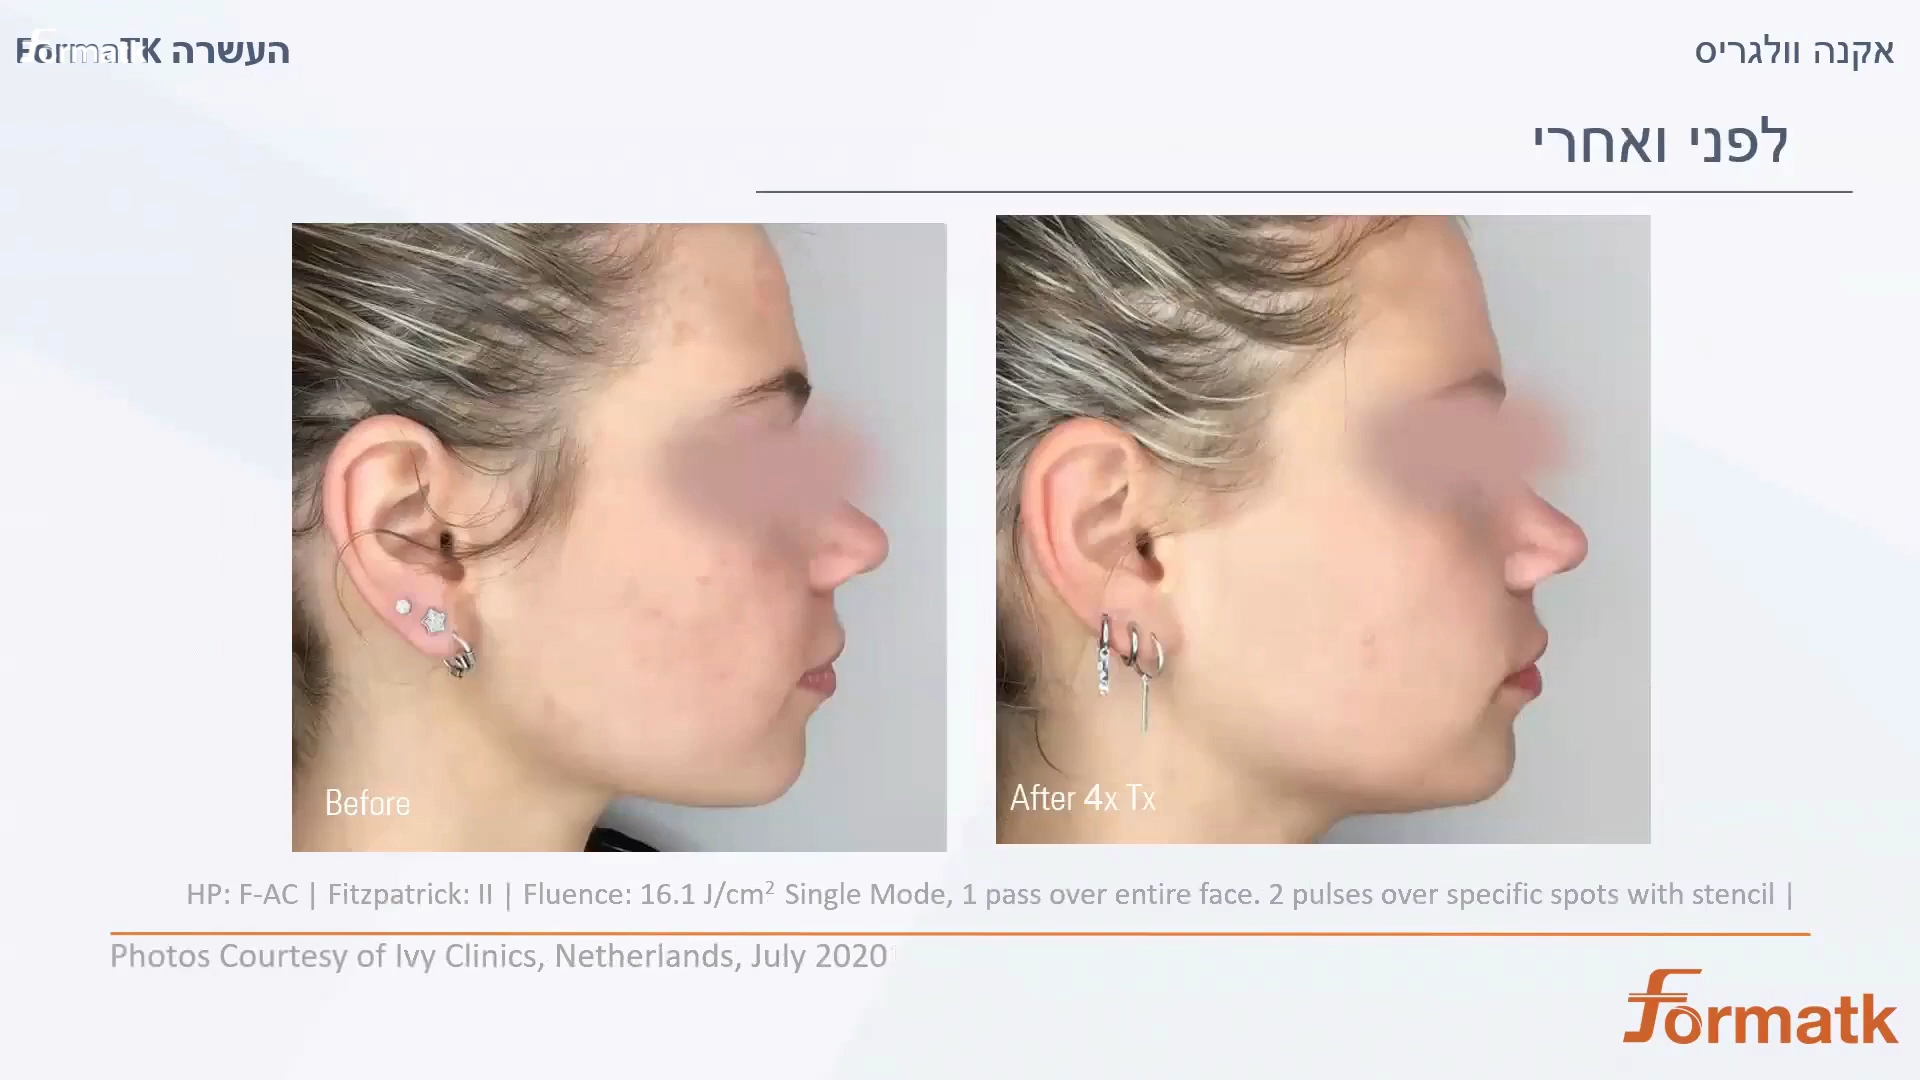 אקנה וולגריס
העשרה FormaTK
formatk
לפני ואחרי
Before
After 4x Tx
HP: F-AC | Fitzpatrick: II | Fluence: 16.1 J/cm² Single Mode, 1 pass over entire face. 2 pulses over specific spots with stencil |
Photos Courtesy of Ivy Clinics, Netherlands, July 2020
formatk